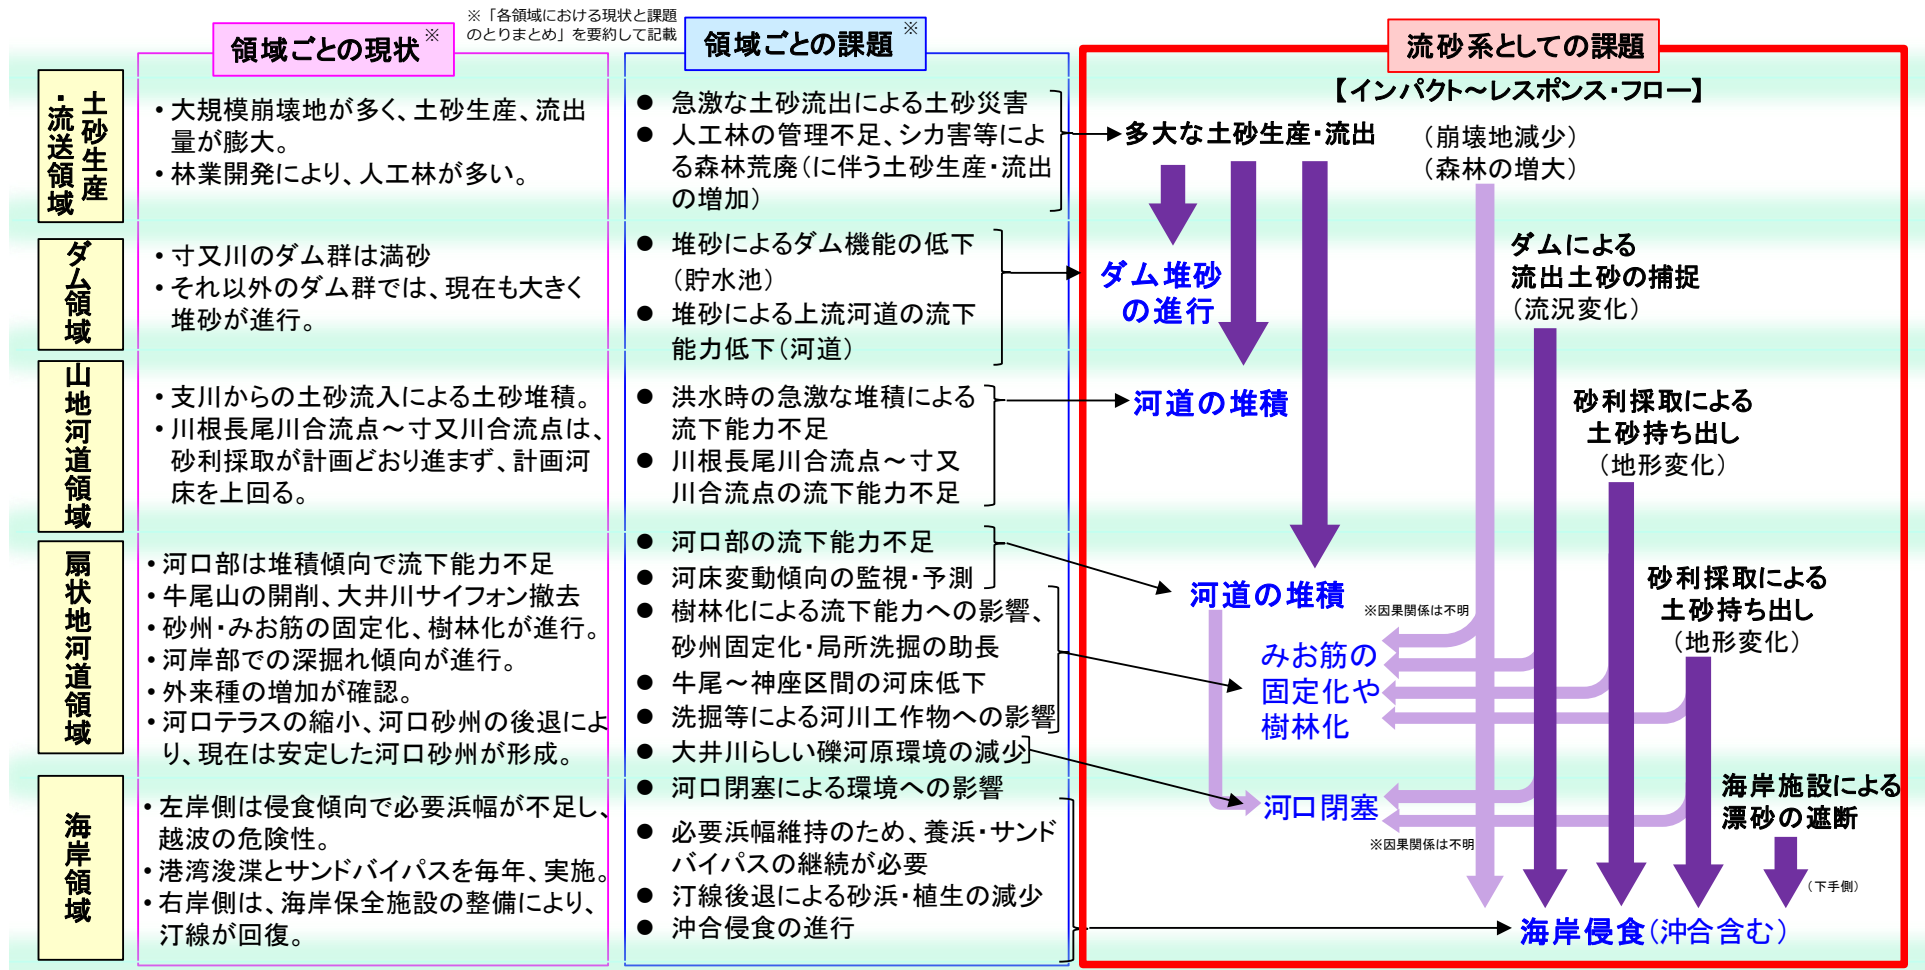 領域ごとの現状※
※「各領域における現状と課題
のとりまとめ」を要約して記載
領域ごとの課題※
流砂系としての課題
【インパクト～レスポンス・フロー】
土砂生産
・流送領域
・大規模崩壊地が多く、土砂生産、流出
量が膨大。
・林業開発により、人工林が多い。
● 急激な土砂流出による土砂災害
● 人工林の管理不足、シカ害等によ
る森林荒廃（に伴う土砂生産・流出
の増加）
多大な土砂生産・流出
（崩壊地減少）
（森林の増大）
ダム領域
・寸又川のダム群は満砂
・それ以外のダム群では、現在も大きく
堆砂が進行。
● 堆砂によるダム機能の低下
（貯水池）
● 堆砂による上流河道の流下
能力低下（河道）
ダム堆砂
の進行
ダムによる
流出土砂の捕捉
（流況変化）
山地河道領域
・支川からの土砂流入による土砂堆積。
・川根長尾川合流点～寸又川合流点は、
砂利採取が計画どおり進まず、計画河
床を上回る。
● 洪水時の急激な堆積による
流下能力不足
● 川根長尾川合流点～寸又
川合流点の流下能力不足
河道の堆積
砂利採取による
土砂持ち出し
（地形変化）
扇状地河道領域
・河口部は堆積傾向で流下能力不足
・牛尾山の開削、大井川サイフォン撤去
・砂州・みお筋の固定化、樹林化が進行。
・河岸部での深掘れ傾向が進行。
・外来種の増加が確認。
・河口テラスの縮小、河口砂州の後退によ
り、現在は安定した河口砂州が形成。
● 河口部の流下能力不足
● 河床変動傾向の監視・予測
● 樹林化による流下能力への影響、
砂州固定化・局所洗掘の助長
● 牛尾～神座区間の河床低下
● 洗掘等による河川工作物への影響
● 大井川らしい礫河原環境の減少
● 河口閉塞による環境への影響
河道の堆積
※因果関係は不明
みお筋の
固定化や
樹林化
砂利採取による
土砂持ち出し
（地形変化）
河口閉塞
※因果関係は不明
海岸領域
・左岸側は侵食傾向で必要浜幅が不足し、
越波の危険性。
・港湾浚渫とサンドバイパスを毎年、実施。
・右岸側は、海岸保全施設の整備により、
汀線が回復。
● 必要浜幅維持のため、養浜・サンド
バイパスの継続が必要
● 汀線後退による砂浜・植生の減少
● 沖合侵食の進行
海岸施設による
漂砂の遮断
（下手側）
海岸侵食（沖合含む）